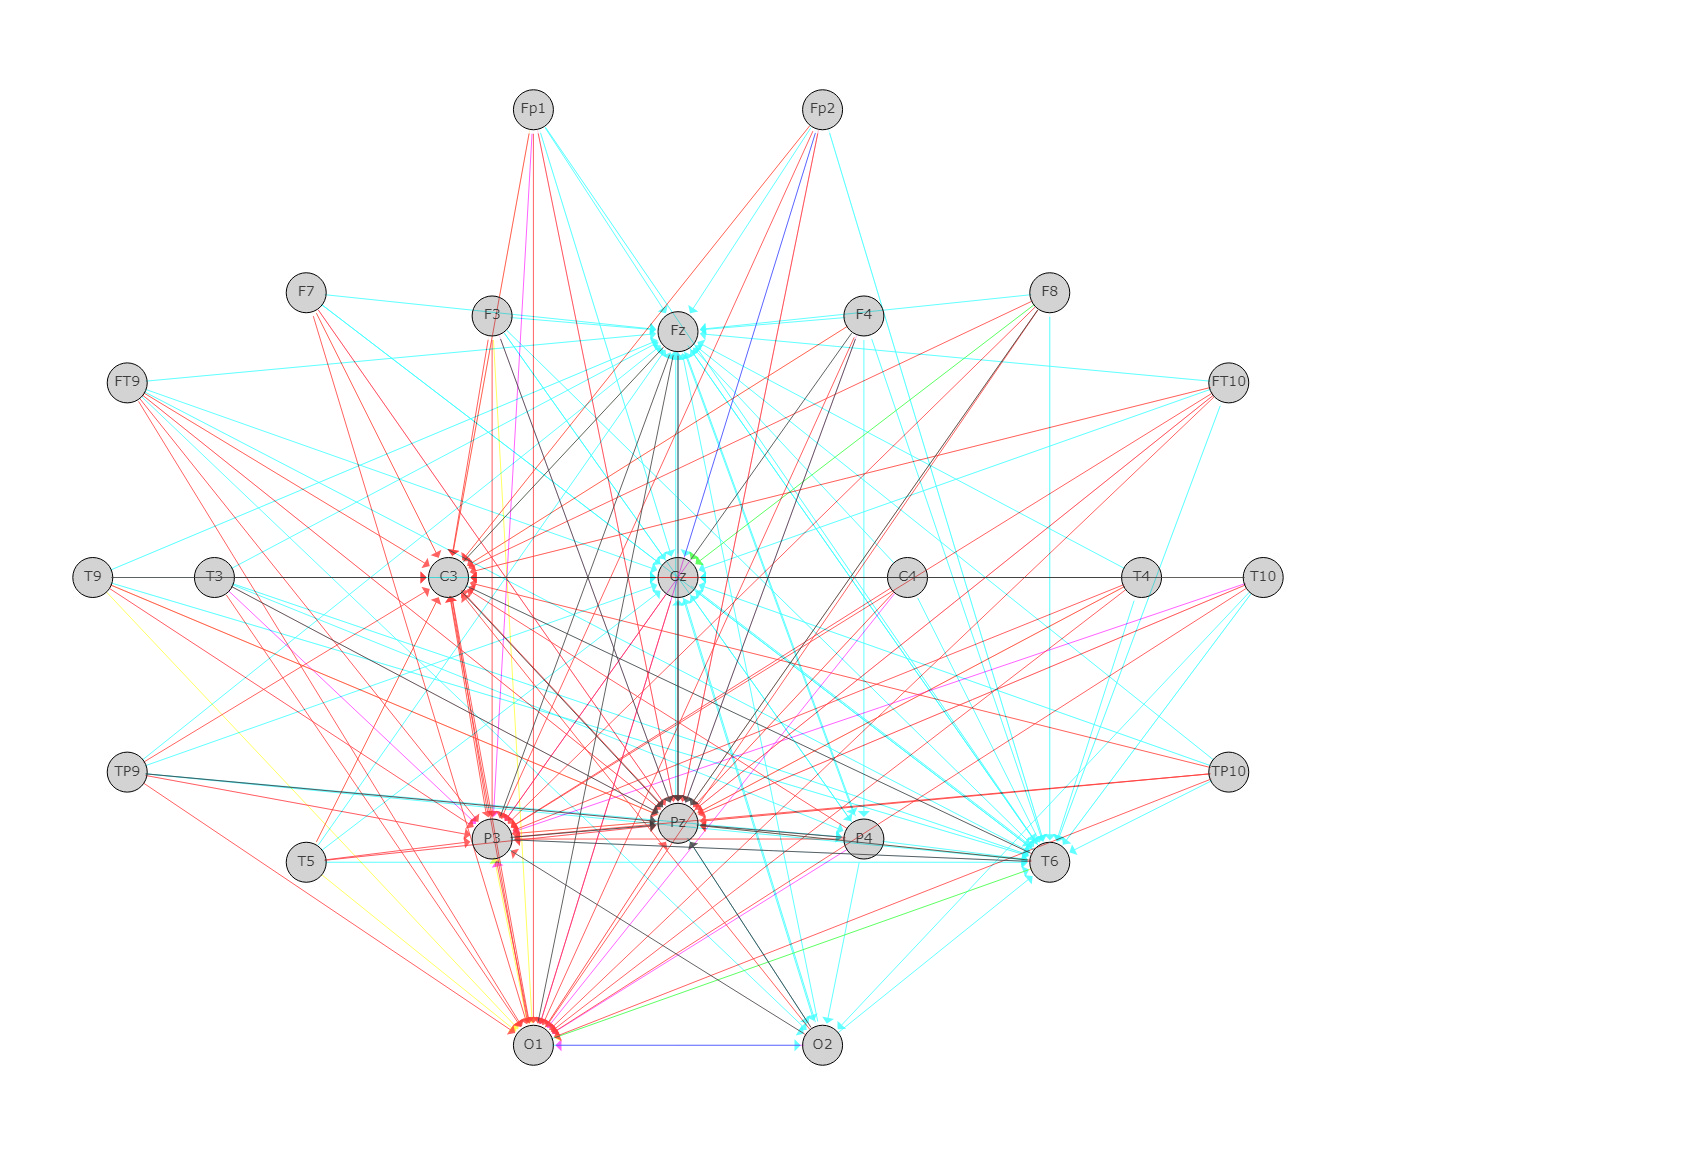 Fp1 Fp2
F7 F3 Fz F4 F8
FT9 FT10
T9 T3 C3 Cz C4 T4 T10
TP9 TP10
T5 P3 Pz P4 T6
O1 O2